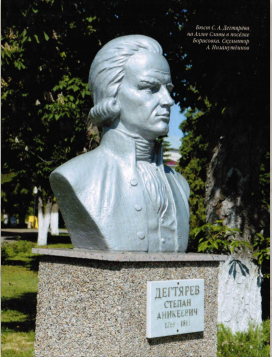 Бюст С. А. Дегтярёва
на Аллее Славы в посёлке
Борисовка. Скульптор
А.
ДЕГТЯРЕВ
СТЕПАН
АНИКЕЕВИЧ